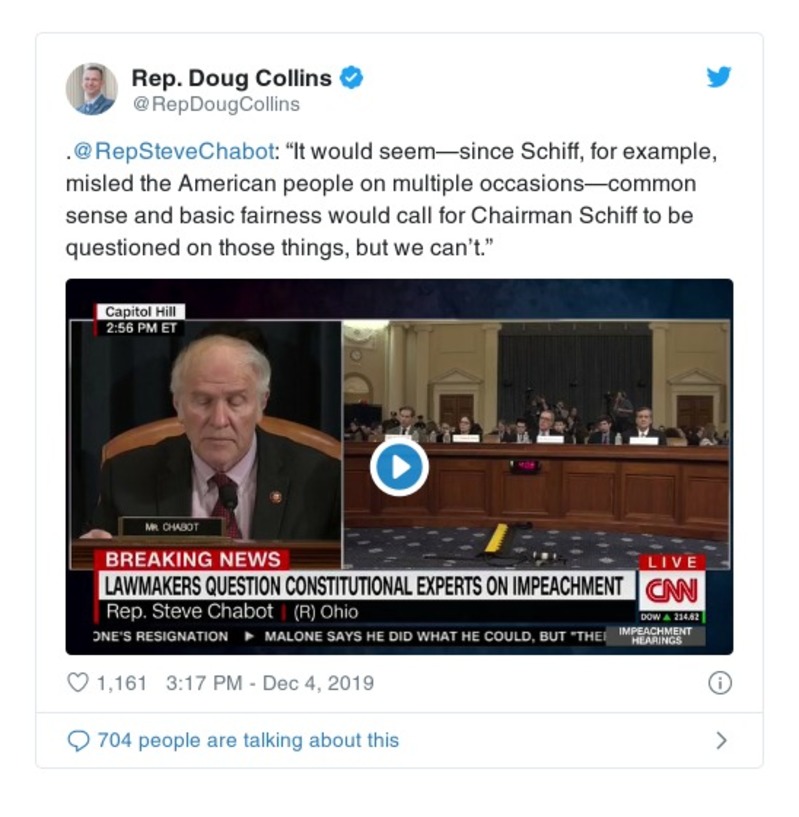 Rep. Doug Collins
@RepDougCollins
.@RepSteveChabot: “It would seem—since Schiff, for example,
misled the American people on multiple occasions—common
sense and basic fairness would call for Chairman Schiff to be
questioned on those things, but we can’t.”
Capitol Hill
2:56 PM ET
MR. CHABOT
BREAKING NEWS
LAWMAKERS QUESTION CONSTITUTIONAL EXPERTS ON IMPEACHMENT
Rep. Steve Chabot | (R) Ohio
LIVE
CNN
DOW ▲ 214.62
ONE'S RESIGNATION ▶ MALONE SAYS HE DID WHAT HE COULD, BUT "THE
IMPEACHMENT
HEARINGS
1,161 3:17 PM - Dec 4, 2019
704 people are talking about this